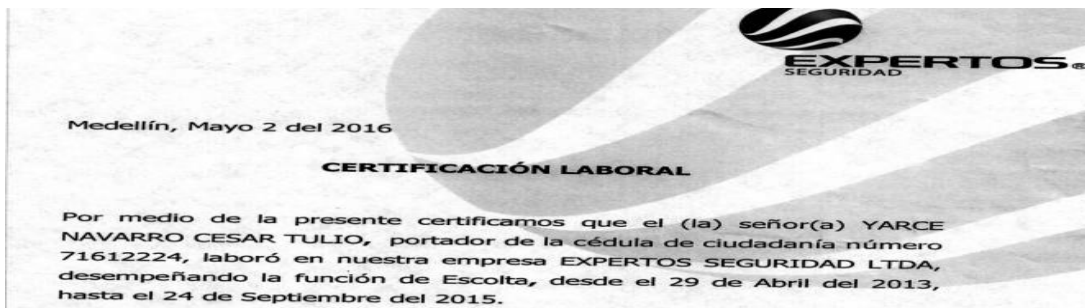 EXPERTOS®
SEGURIDAD
Medellín, Mayo 2 del 2016
CERTIFICACIÓN LABORAL
Por medio de la presente certificamos que el (la) señor(a) YARCE
NAVARRO CESAR TULIO, portador de la cédula de ciudadanía número
71612224, laboró en nuestra empresa EXPERTOS SEGURIDAD LTDA,
desempeñando la función de Escolta, desde el 29 de Abril del 2013,
hasta el 24 de Septiembre del 2015.